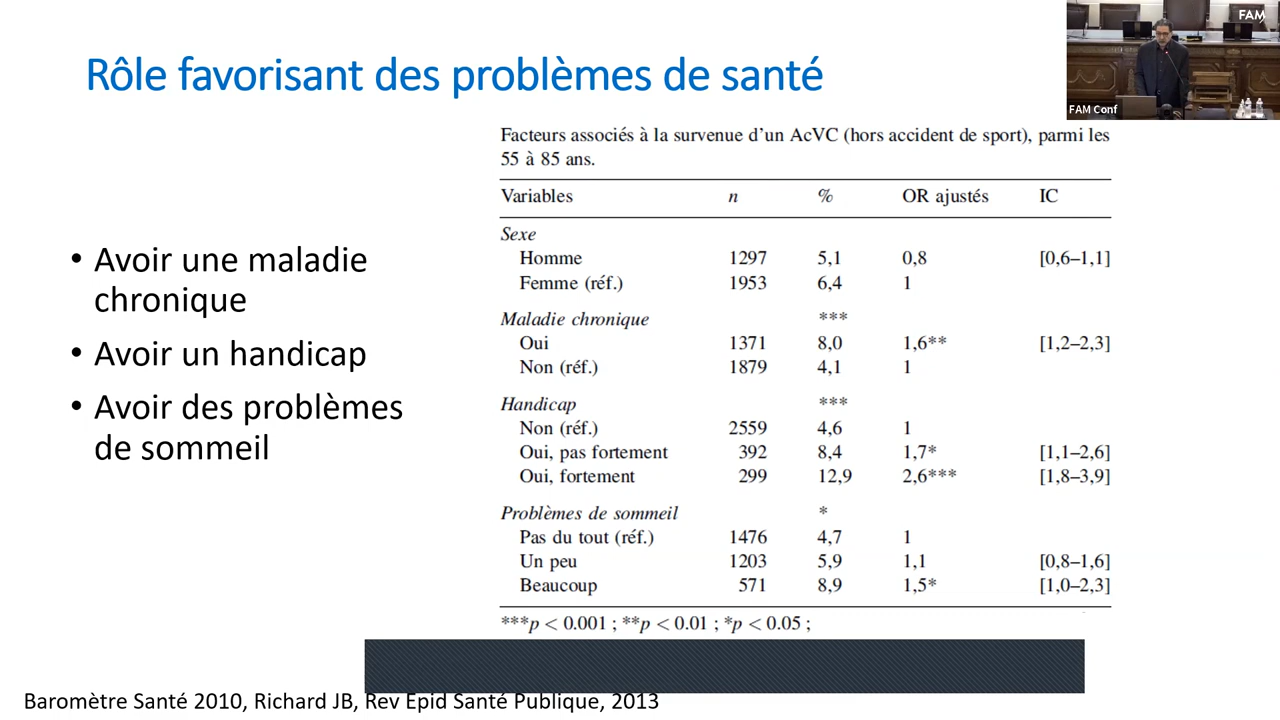 Rôle favorisant des problèmes de santé
FAM
FAM Conf
• Avoir une maladie
chronique
• Avoir un handicap
• Avoir des problèmes
de sommeil
Facteurs associés à la survenue d'un AcVC (hors accident de sport), parmi les
55 à 85 ans.
Variables n % OR ajustés IC
Sexe
Homme 1297 5,1 0,8 [0,6–1,1]
Femme (réf.) 1953 6,4 1
Maladie chronique ***
Oui 1371 8,0 1,6** [1,2–2,3]
Non (réf.) 1879 4,1 1
Handicap ***
Non (réf.) 2559 4,6 1
Oui, pas fortement 392 8,4 1,7* [1,1–2,6]
Oui, fortement 299 12,9 2,6*** [1,8–3,9]
Problèmes de sommeil *
Pas du tout (réf.) 1476 4,7 1
Un peu 1203 5,9 1,1 [0,8–1,6]
Beaucoup 571 8,9 1,5* [1,0–2,3]
***p < 0.001 ; **p < 0.01 ; *p < 0.05 ;
Baromètre Santé 2010, Richard JB, Rev Epid Santé Publique, 2013